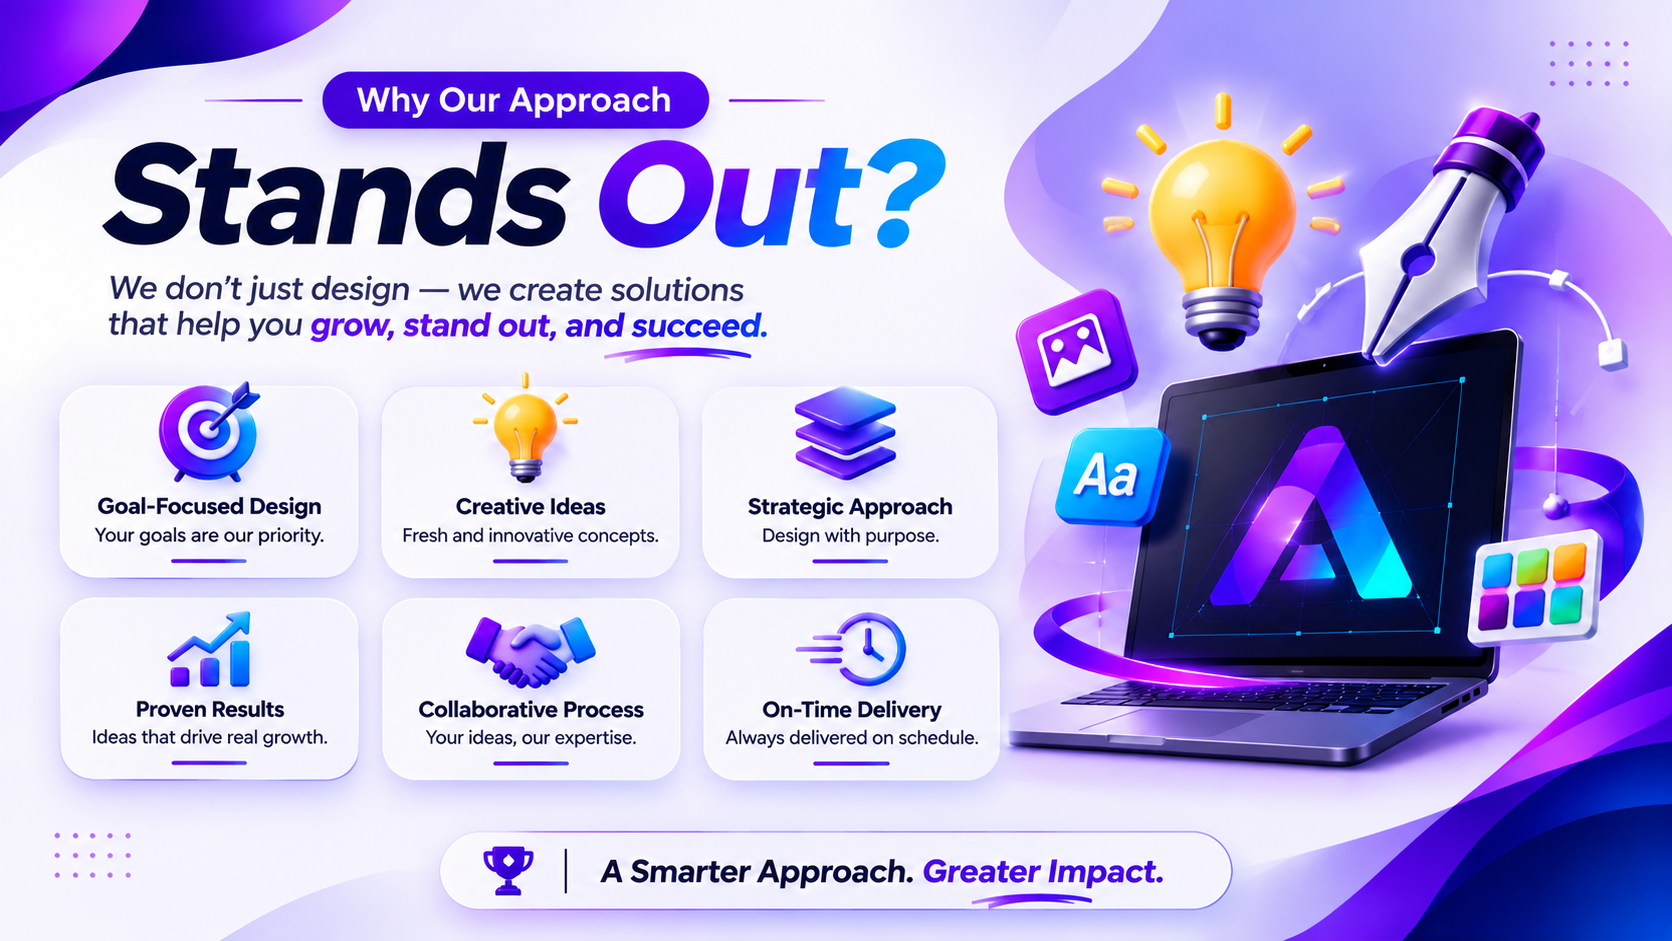 Why Our Approach
Stands Out?
We don't just design — we create solutions
that help you grow, stand out, and succeed.
Goal-Focused Design
Your goals are our priority.
Creative Ideas
Fresh and innovative concepts.
Strategic Approach
Design with purpose.
Proven Results
Ideas that drive real growth.
Collaborative Process
Your ideas, our expertise.
On-Time Delivery
Always delivered on schedule.
Aa
A
A Smarter Approach. Greater Impact.